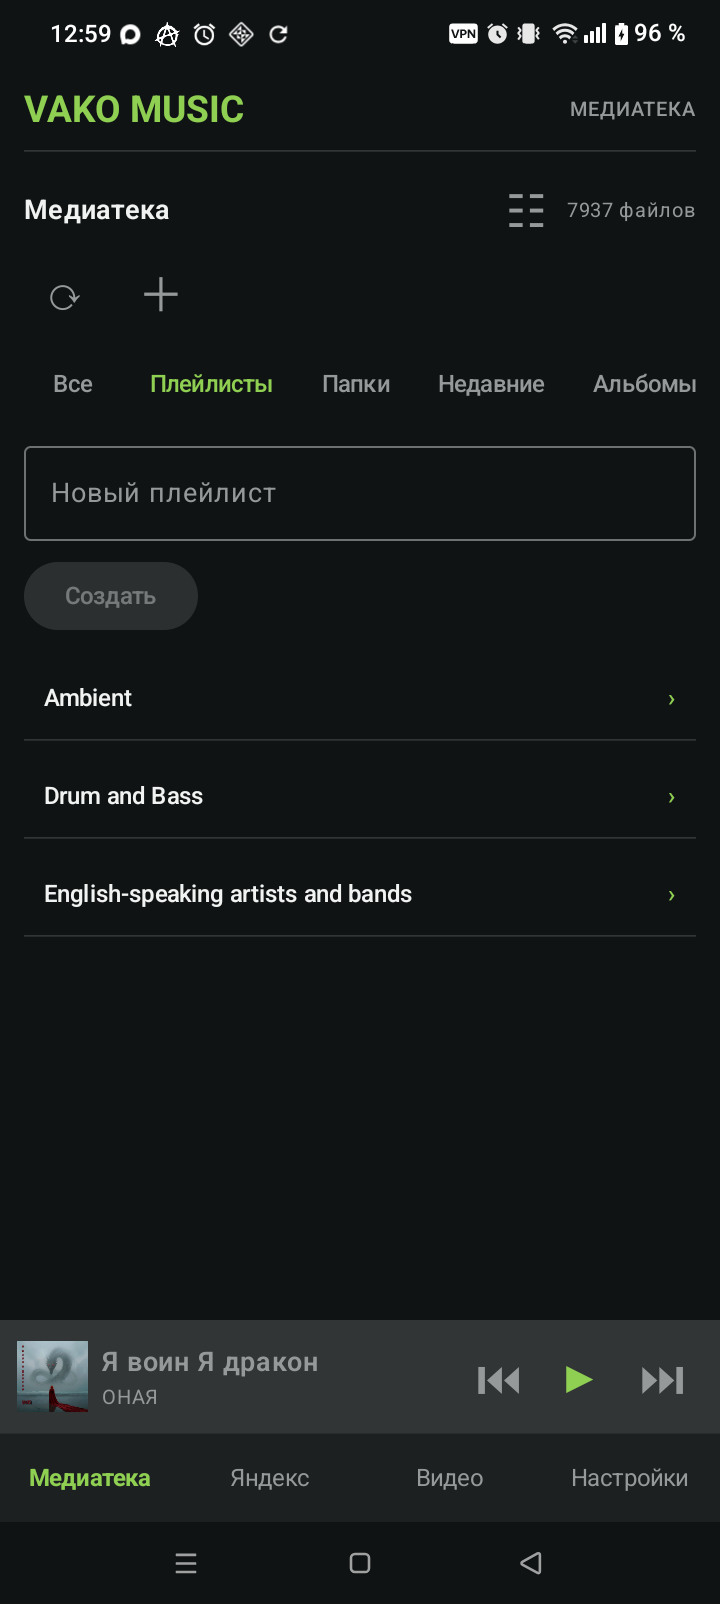 12:59
VPN
96 %
VAKO MUSIC
МЕДИАТЕКА
Медиатека
7937 файлов
Все
Плейлисты
Папки
Недавние
Альбомы
Новый плейлист
Создать
Ambient
Drum and Bass
English-speaking artists and bands
Я воин Я дракон
ОНАЯ
Медиатека
Яндекс
Видео
Настройки